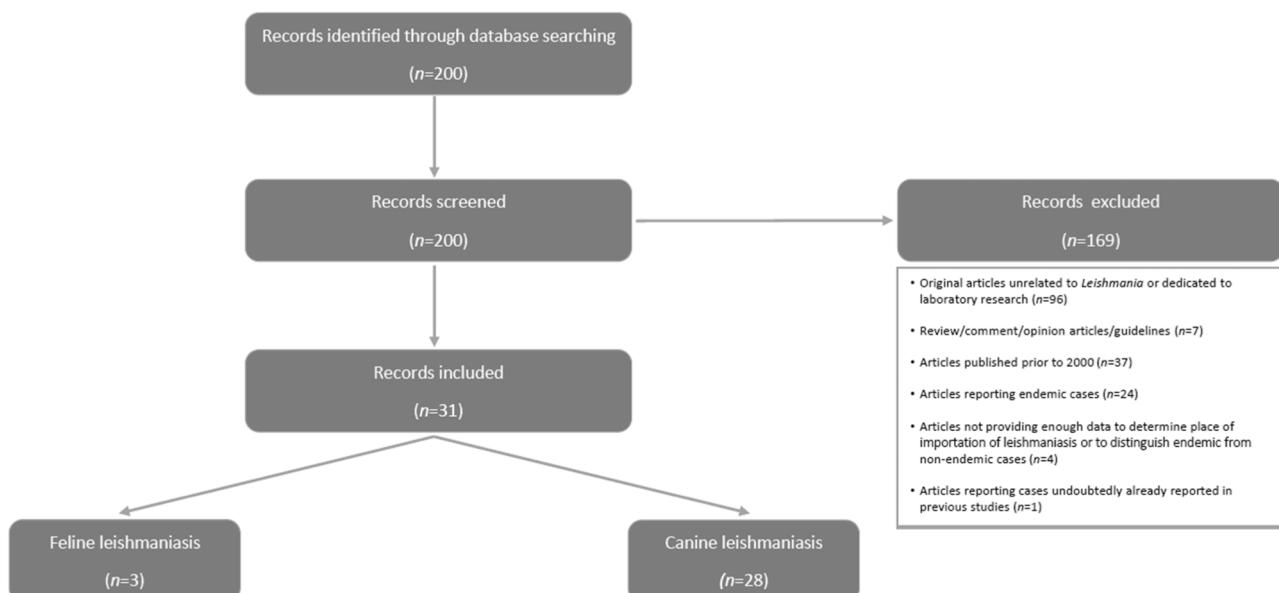 Records identified through database searching
(n=200)
Records screened
(n=200)
Records excluded
(n=169)
• Original articles unrelated to Leishmania or dedicated to
laboratory research (n=96)
• Review/comment/opinion articles/guidelines (n=7)
• Articles published prior to 2000 (n=37)
• Articles reporting endemic cases (n=24)
• Articles not providing enough data to determine place of
importation of leishmaniasis or to distinguish endemic from
non-endemic cases (n=4)
• Articles reporting cases undoubtedly already reported in
previous studies (n=1)
Records included
(n=31)
Feline leishmaniasis
(n=3)
Canine leishmaniasis
(n=28)